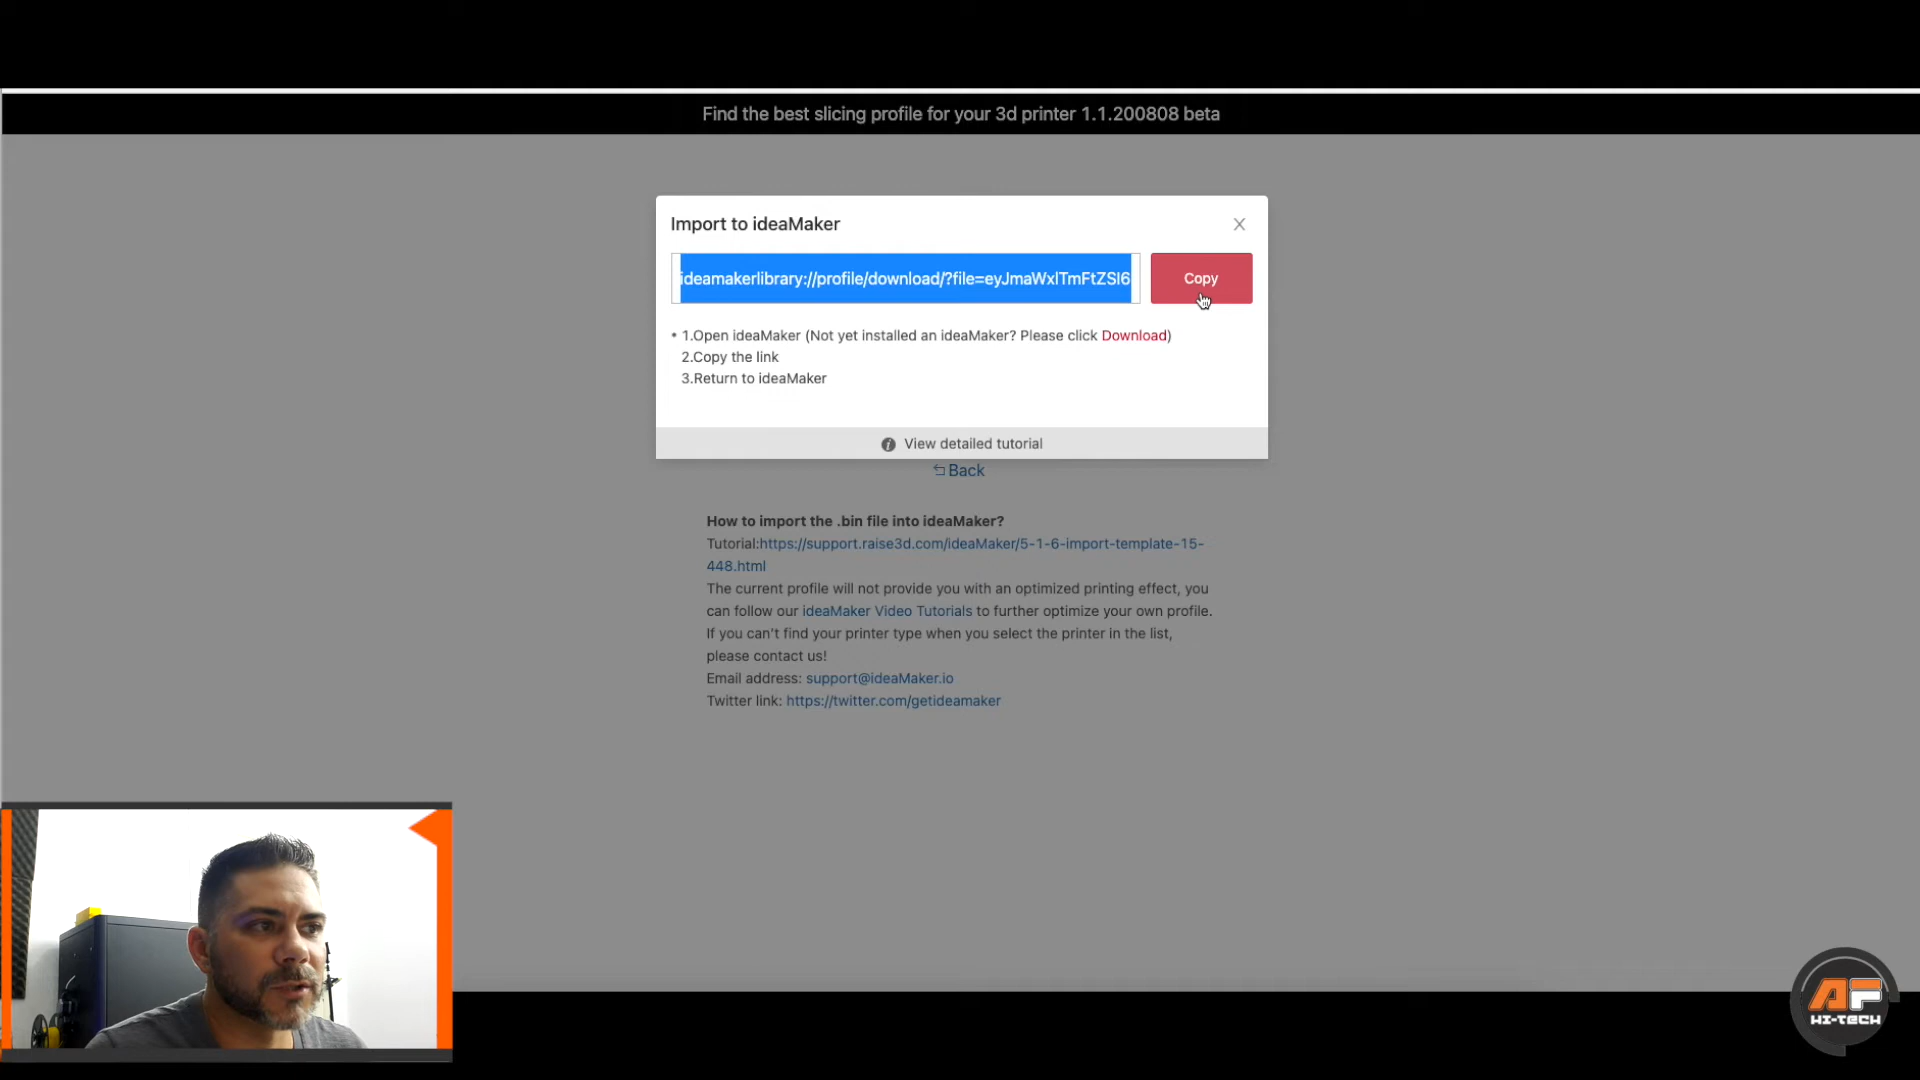 Find the best slicing profile for your 3d printer 1.1.200808 beta
Import to ideaMaker
ideamakerlibrary://profile/download/?file=eyJmaWxlTmFtZSI6
Copy
• 1.Open ideaMaker (Not yet installed an ideaMaker? Please click Download)
2.Copy the link
3.Return to ideaMaker
View detailed tutorial
Back
How to import the .bin file into ideaMaker?
Tutorial:https://support.raise3d.com/ideaMaker/5-1-6-import-template-15-
448.html
The current profile will not provide you with an optimized printing effect, you
can follow our ideaMaker Video Tutorials to further optimize your own profile.
If you can't find your printer type when you select the printer in the list,
please contact us!
Email address: support@ideaMaker.io
Twitter link: https://twitter.com/getideamaker
AF
HI-TECH